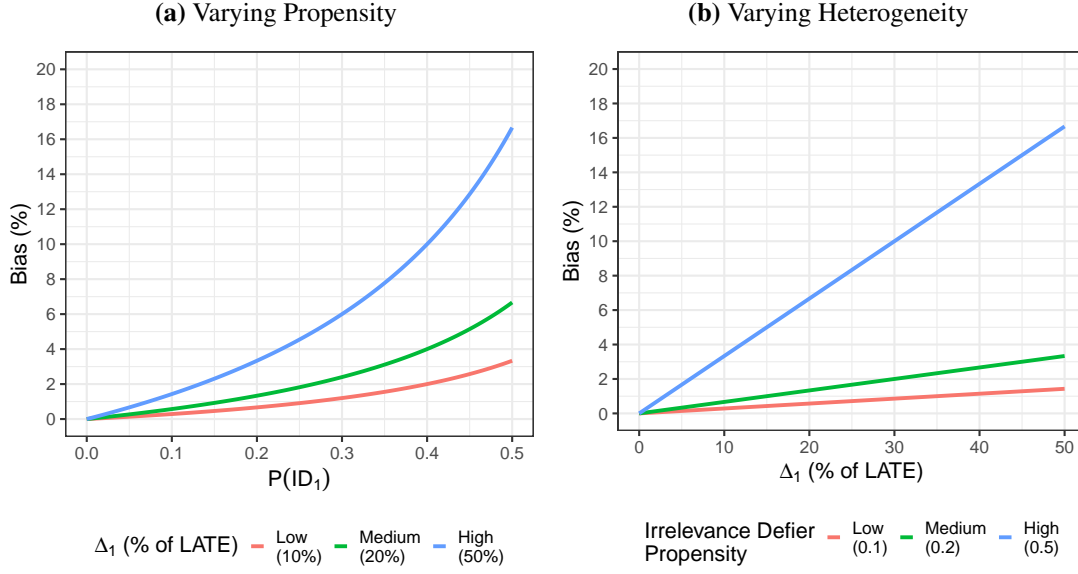 (a) Varying Propensity
20
18
16
14
12
10
8
6
4
2
0
Bias (%)
0.0 0.1 0.2 0.3 0.4 0.5
P(ID₁)
Δ₁ (% of LATE) Low (10%) Medium (20%) High (50%)
(b) Varying Heterogeneity
20
18
16
14
12
10
8
6
4
2
0
Bias (%)
0 10 20 30 40 50
Δ₁ (% of LATE)
Irrelevance Defier
Propensity
Low (0.1) Medium (0.2) High (0.5)